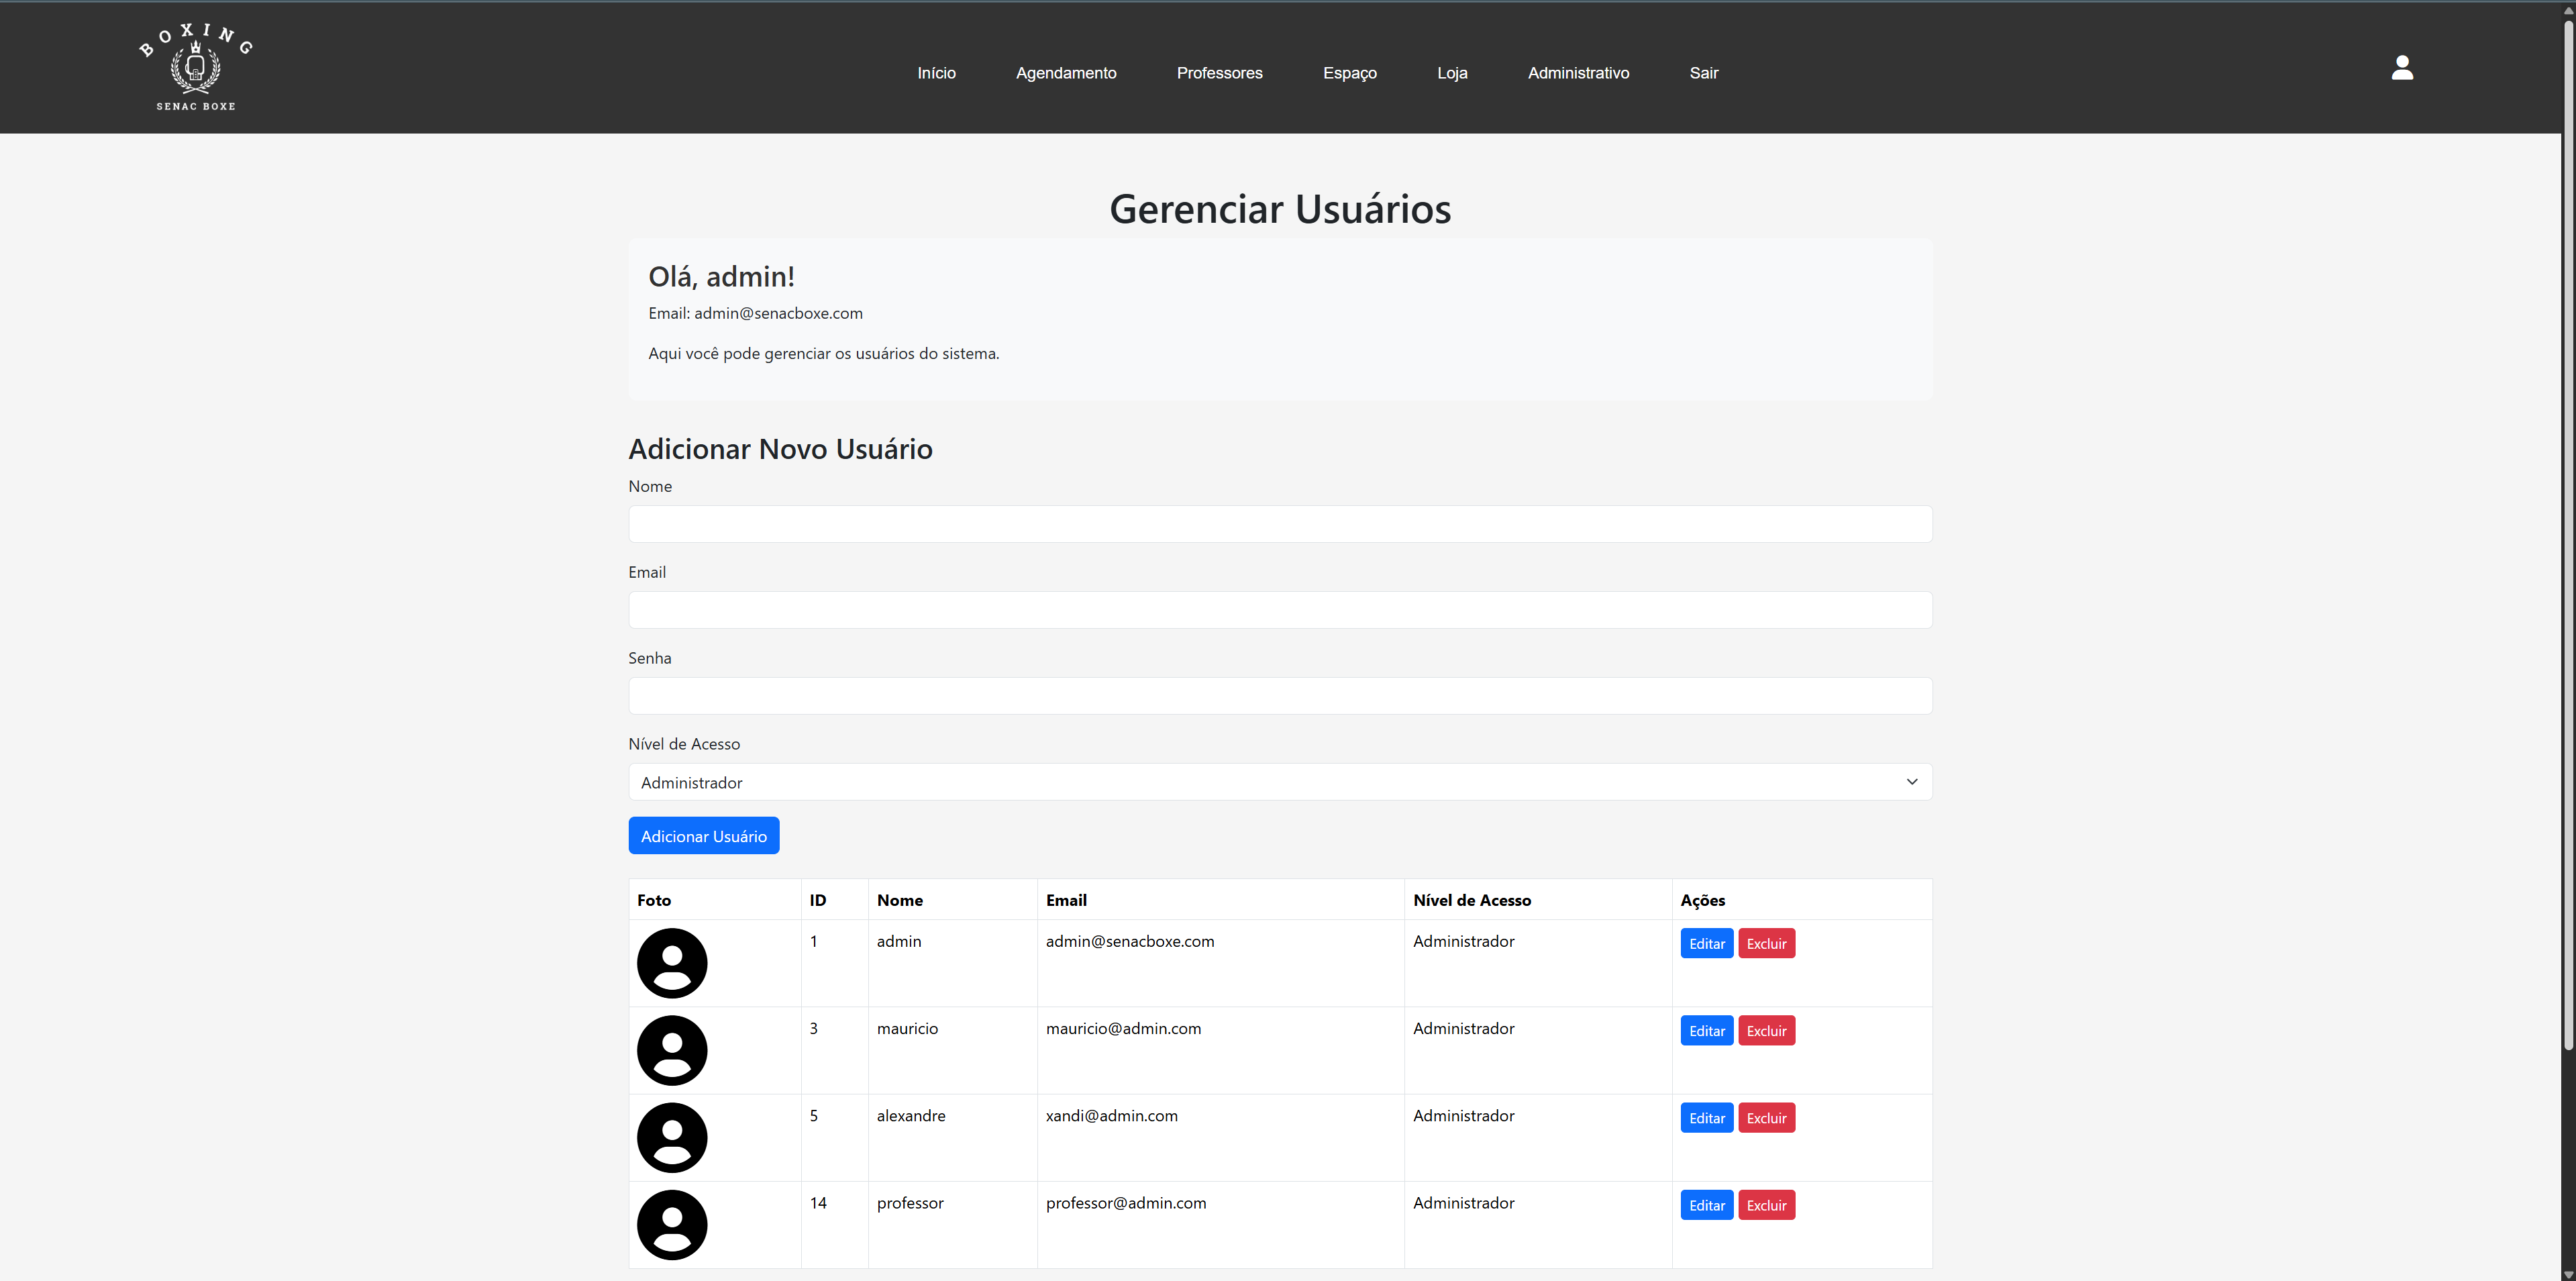 BOXING
SENAC BOXE
Início Agendamento Professores Espaço Loja Administrativo Sair
Gerenciar Usuários
Olá, admin!
Email: admin@senacboxe.com
Aqui você pode gerenciar os usuários do sistema.
Adicionar Novo Usuário
Nome
Email
Senha
Nível de Acesso
Administrador
Adicionar Usuário
Foto ID Nome Email Nível de Acesso Ações
1 admin admin@senacboxe.com Administrador Editar Excluir
3 mauricio mauricio@admin.com Administrador Editar Excluir
5 alexandre xandi@admin.com Administrador Editar Excluir
14 professor professor@admin.com Administrador Editar Excluir